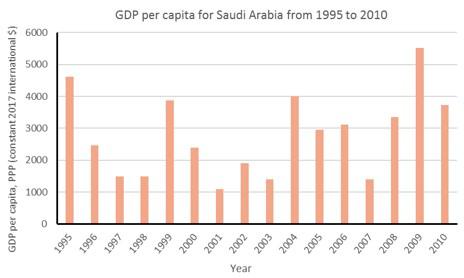 GDP per capita for Saudi Arabia from 1995 to 2010
GDP per capita, PPP (constant 2017 international $)
6000
5000
4000
3000
2000
1000
0
1995 1996 1997 1998 1999 2000 2001 2002 2003 2004 2005 2006 2007 2008 2009 2010
Year